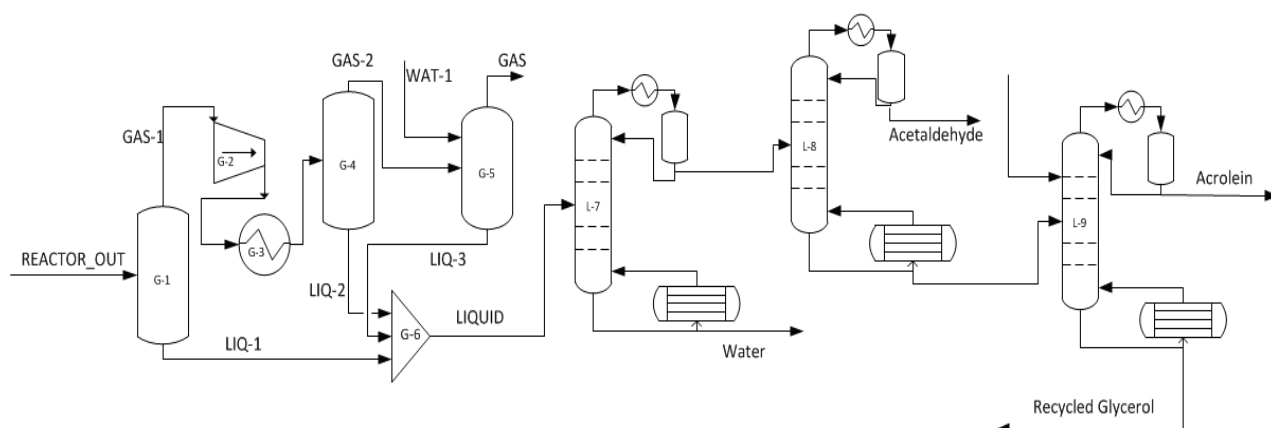 GAS-2
GAS
WAT-1
GAS-1
G-2
G-4
G-5
L-8
Acetaldehyde
L-7
L-9
Acrolein
G-3
REACTOR_OUT
G-1
LIQ-2
LIQ-3
LIQUID
G-6
LIQ-1
Water
Recycled Glycerol